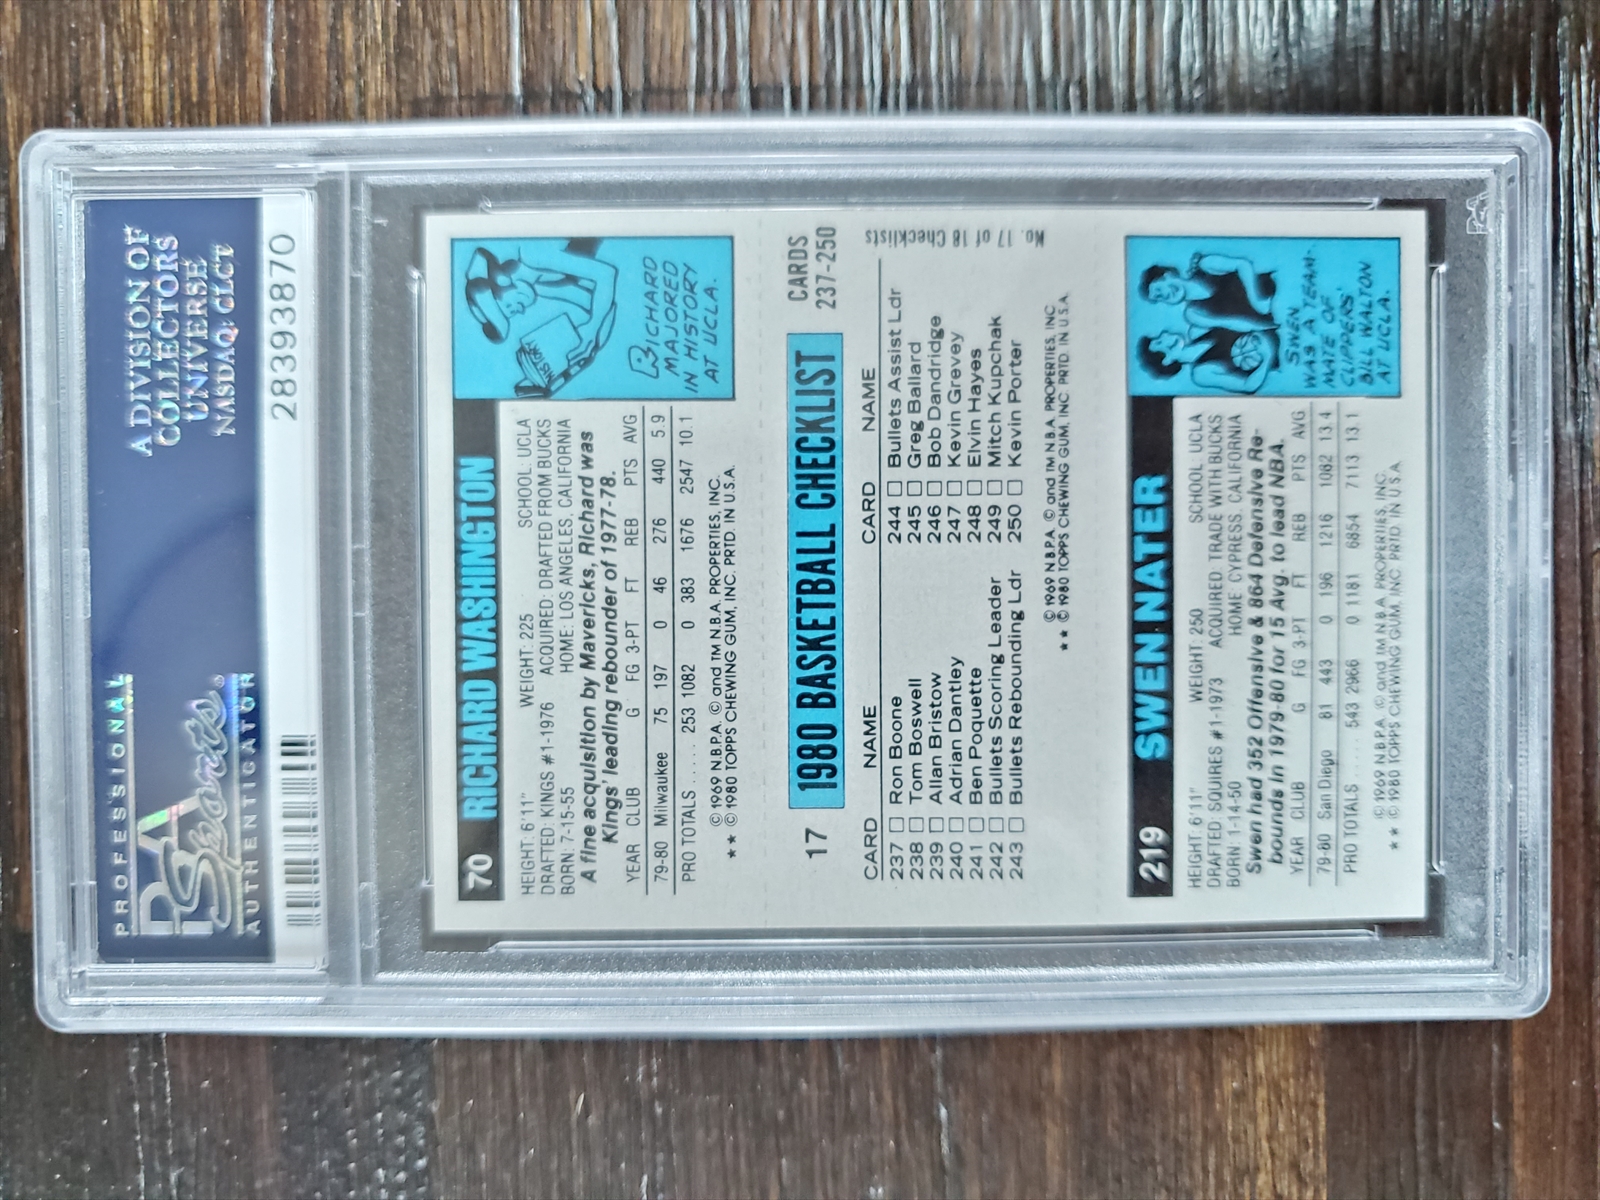 PROFESSIONAL
PSA
Sports®
AUTHENTICATOR
A DIVISION OF
COLLECTORS
UNIVERSE
NASDAQ: CLCT
28393870
70 RICHARD WASHINGTON
HEIGHT: 6'11" WEIGHT: 225 SCHOOL: UCLA
DRAFTED: KINGS #1-1976 ACQUIRED: DRAFTED FROM BUCKS
BORN: 7-15-55 HOME: LOS ANGELES, CALIFORNIA
A fine acquisition by Mavericks, Richard was
Kings' leading rebounder of 1977-78.
YEAR CLUB G FG 3-PT FT REB PTS AVG
79-80 Milwaukee 75 197 0 46 276 440 5.9
PRO TOTALS ..... 253 1082 0 383 1676 2547 10.1
© 1969 N.B.P.A. © and TM N.B.A. PROPERTIES, INC.
** © 1980 TOPPS CHEWING GUM, INC. PRTD. IN U.S.A.
HISTORY
RICHARD
MAJORED
IN HISTORY
AT UCLA.
17 1980 BASKETBALL CHECKLIST CARDS
237-250
CARD NAME CARD NAME
237 □ Ron Boone 244 □ Bullets Assist Ldr
238 □ Tom Boswell 245 □ Greg Ballard
239 □ Allan Bristow 246 □ Bob Dandridge
240 □ Adrian Dantley 247 □ Kevin Grevey
241 □ Ben Poquette 248 □ Elvin Hayes
242 □ Bullets Scoring Leader 249 □ Mitch Kupchak
243 □ Bullets Rebounding Ldr 250 □ Kevin Porter
No. 17 of 18 Checklists
© 1969 N.B.P.A. © and TM N.B.A. PROPERTIES, INC
** © 1980 TOPPS CHEWING GUM, INC PRTD. IN U.S.A.
219 SWEN NATER
HEIGHT: 6'11" WEIGHT: 250 SCHOOL: UCLA
DRAFTED: SQUIRES #1-1973 ACQUIRED: TRADE WITH BUCKS
BORN: 1-14-50 HOME: CYPRESS, CALIFORNIA
Swen had 352 Offensive & 864 Defensive Re-
bounds in 1979-80 for 15 Avg. to lead NBA.
YEAR CLUB G FG 3-PT FT REB PTS AVG
79-80 San Diego 81 443 0 196 1216 1082 13.4
PRO TOTALS .... 543 2966 0 1181 6854 7113 13.1
© 1969 N.B.P.A. © and TM N.B.A. PROPERTIES, INC.
** © 1980 TOPPS CHEWING GUM, INC. PRTD. IN U.S.A.
SWEN
WAS A TEAM-
MATE OF
CLIPPERS'
BILL WALTON
AT UCLA.
PSA